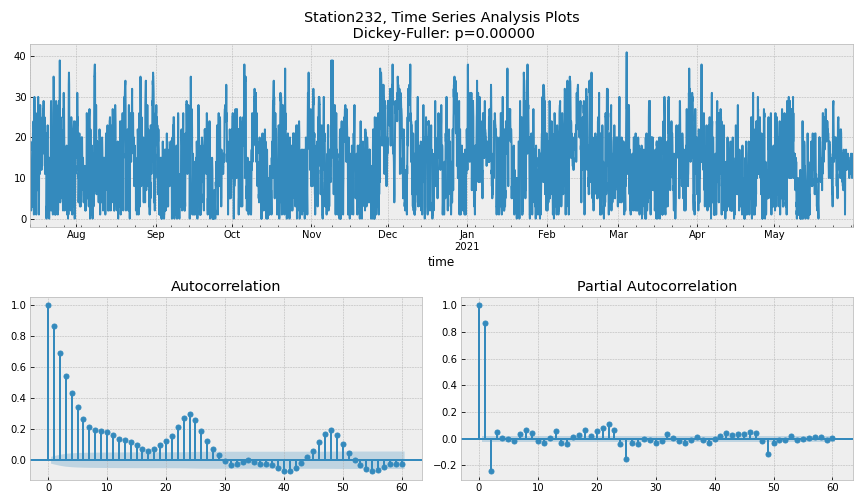 Station232, Time Series Analysis Plots
Dickey-Fuller: p=0.00000
40
30
20
10
0
Aug Sep Oct Nov Dec Jan Feb Mar Apr May
2021
time
Autocorrelation
1.0
0.8
0.6
0.4
0.2
0.0
0 10 20 30 40 50 60
Partial Autocorrelation
1.0
0.8
0.6
0.4
0.2
0.0
−0.2
0 10 20 30 40 50 60